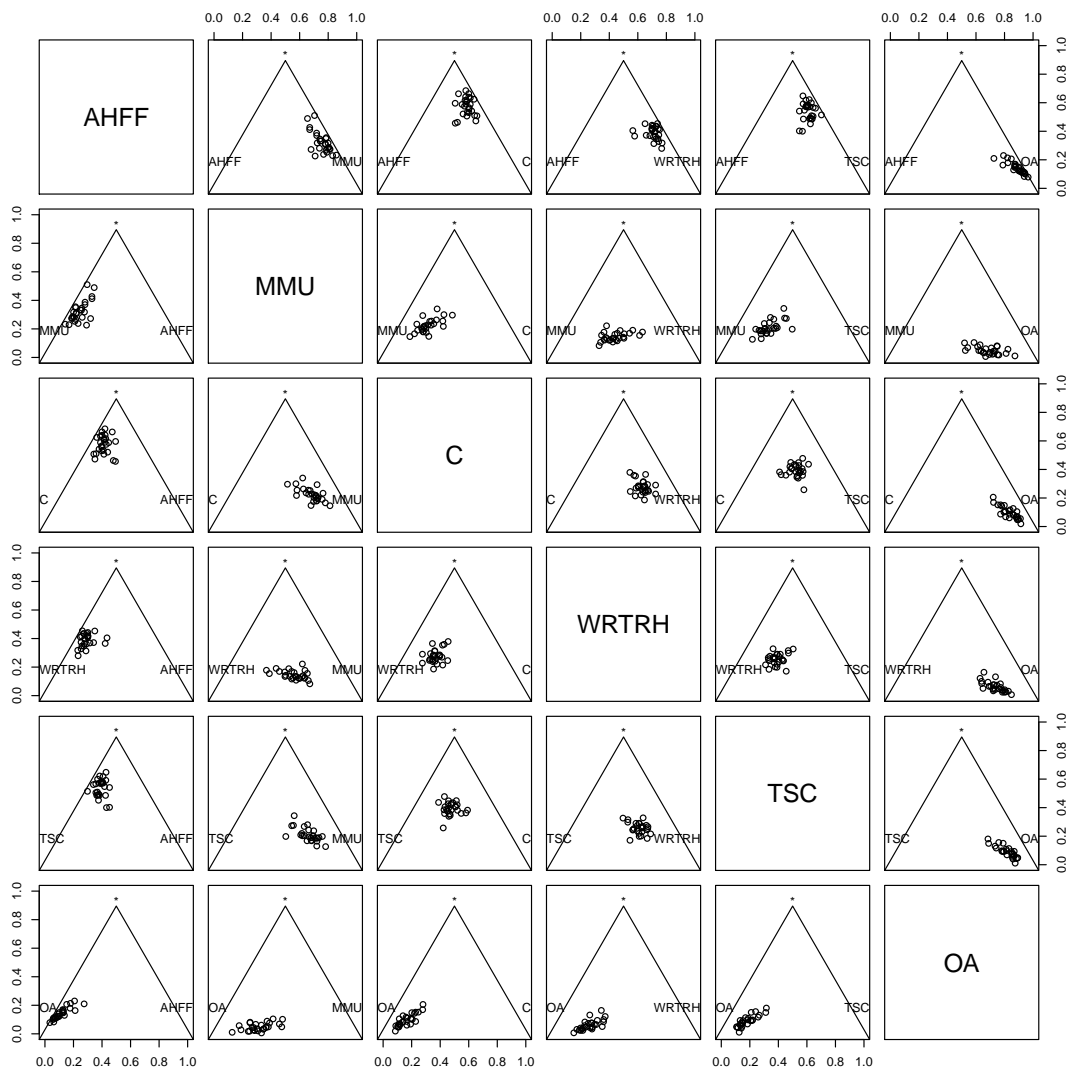 0.0 0.2 0.4 0.6 0.8 1.0 0.0 0.2 0.4 0.6 0.8 1.0 0.0 0.2 0.4 0.6 0.8 1.0
* * * * *
AHFF
AHFF MMU AHFF C AHFF WRTRH AHFF TSC AHFF OA
0.0 0.2 0.4 0.6 0.8 1.0
0.0 0.2 0.4 0.6 0.8 1.0
* * * * *
MMU
MMU AHFF MMU C MMU WRTRH MMU TSC MMU OA
* * * * *
C
C AHFF C MMU C WRTRH C TSC C OA
0.0 0.2 0.4 0.6 0.8 1.0
0.0 0.2 0.4 0.6 0.8 1.0
* * * * *
WRTRH
WRTRH AHFF WRTRH MMU WRTRH C WRTRH TSC WRTRH OA
* * * * *
TSC
TSC AHFF TSC MMU TSC C TSC WRTRH TSC OA
0.0 0.2 0.4 0.6 0.8 1.0
0.0 0.2 0.4 0.6 0.8 1.0
* * * * *
OA
OA AHFF OA MMU OA C OA WRTRH OA TSC
0.0 0.2 0.4 0.6 0.8 1.0 0.0 0.2 0.4 0.6 0.8 1.0 0.0 0.2 0.4 0.6 0.8 1.0